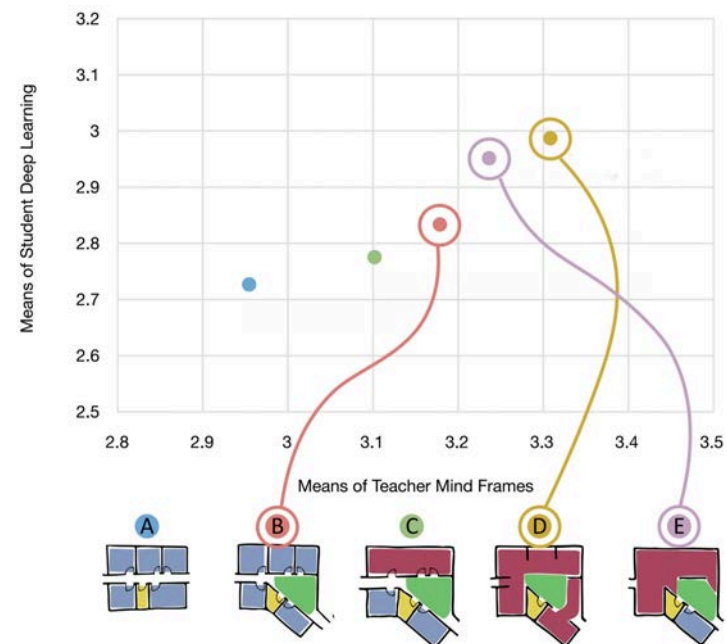 Means of Student Deep Learning
3.2
3.1
3
2.9
2.8
2.7
2.6
2.5
2.8 2.9 3 3.1 3.2 3.3 3.4 3.5
Means of Teacher Mind Frames
A B C D E